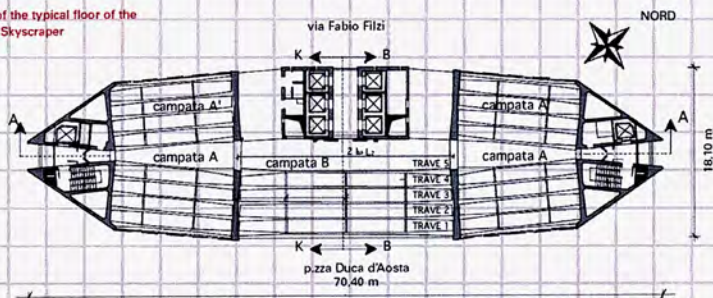 of the typical floor of the
Skyscraper
via Fabio Filzi
NORD
K B
campata A' campata A'
A A
campata A campata A
campata B
TRAVE 5
TRAVE 4
TRAVE 3
TRAVE 2
TRAVE 1
18.10 m
K B
p.zza Duca d'Aosta
70,40 m